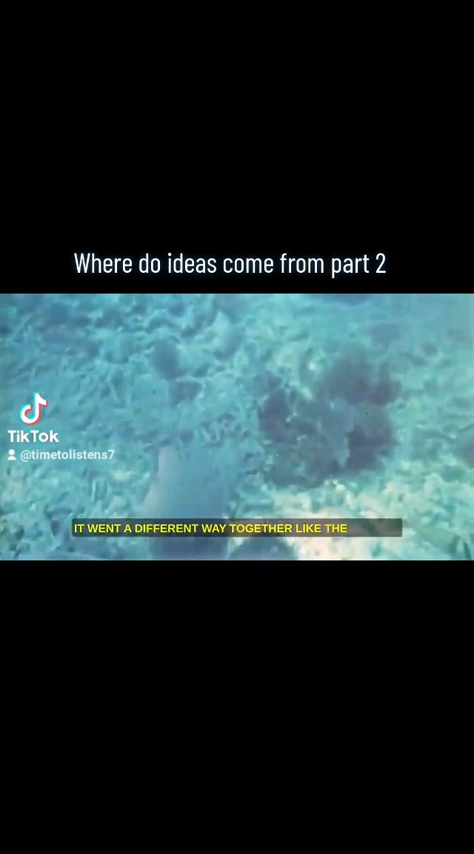 Where do ideas come from part 2
TikTok
@timetolistens7
IT WENT A DIFFERENT WAY TOGETHER LIKE THE